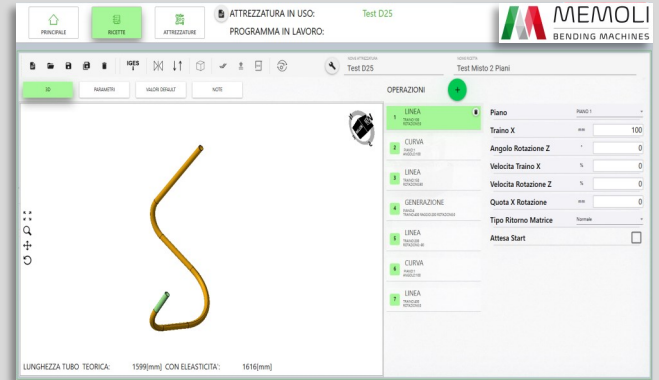 ATTREZZATURA IN USO: Test D25
PROGRAMMA IN LAVORO:
PRINCIPALE
RICETTE
ATTREZZATURE
MEMOLI
BENDING MACHINES
IGES
Test D25
Test Misto 2 Piani
3D
PARAMETRI
VALORI DEFAULT
NOTE
OPERAZIONI
+
1 LINEA
2 CURVA
3 LINEA
4 GENERAZIONE
5 LINEA
6 CURVA
7 LINEA
Piano PIANO 1
Traino X mm 100
Angolo Rotazione Z ° 0
Velocita Traino X % 0
Velocita Rotazione Z % 0
Quota X Rotazione mm 0
Tipo Ritorno Matrice Normale
Attesa Start
LUNGHEZZA TUBO TEORICA: 1599[mm] CON ELEASTICITA': 1616[mm]